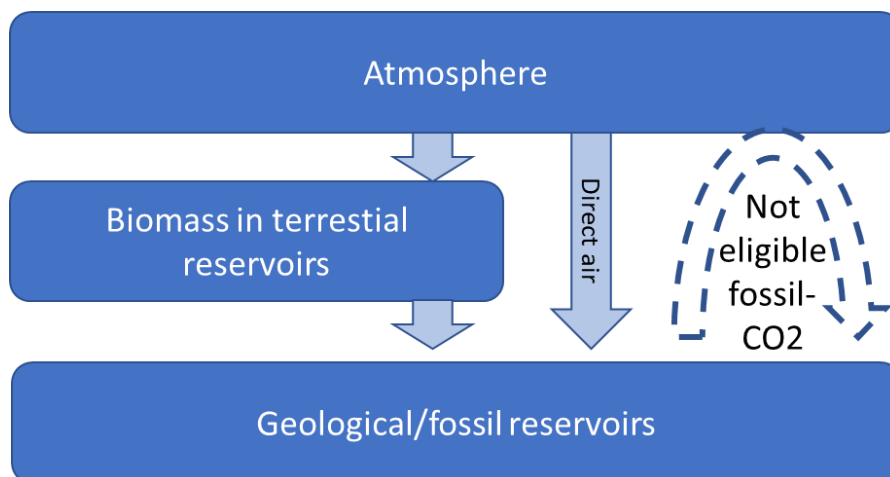 Atmosphere
Biomass in terrestial
reservoirs
Direct air
Not
eligible
fossil-
CO2
Geological/fossil reservoirs